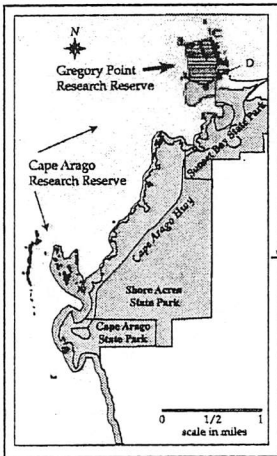 N
Gregory Point
Research Reserve
D
Sunset Bay State Park
Cape Arago
Research Reserve
Cape Arago Hwy
Shore Acres
State Park
Cape Arago
State Park
0 1/2 1
scale in miles